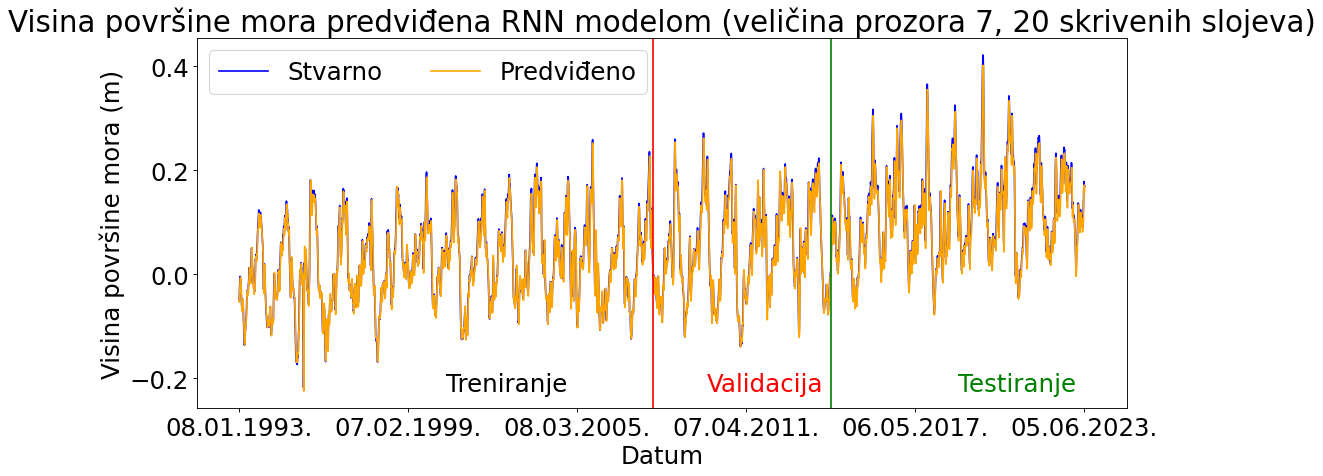 Visina površine mora predviđena RNN modelom (veličina prozora 7, 20 skrivenih slojeva)
Stvarno Predviđeno
Visina površine mora (m)
0.4
0.2
0.0
−0.2
Treniranje Validacija Testiranje
08.01.1993. 07.02.1999. 08.03.2005. 07.04.2011. 06.05.2017. 05.06.2023.
Datum